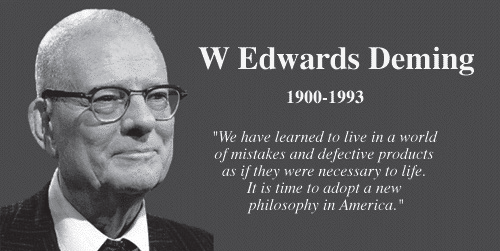 W Edwards Deming
1900-1993
"We have learned to live in a world
of mistakes and defective products
as if they were necessary to life.
It is time to adopt a new
philosophy in America."